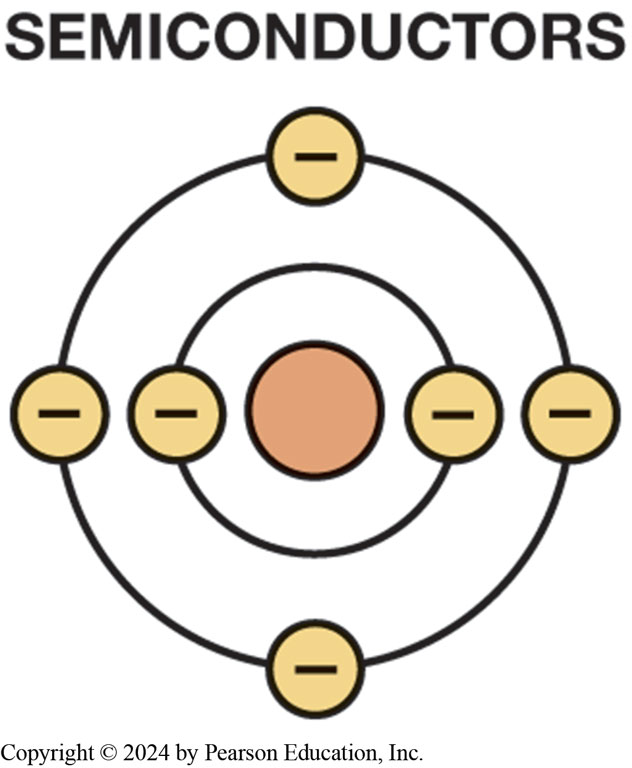 SEMICONDUCTORS
−
− − − −
−
Copyright © 2024 by Pearson Education, Inc.